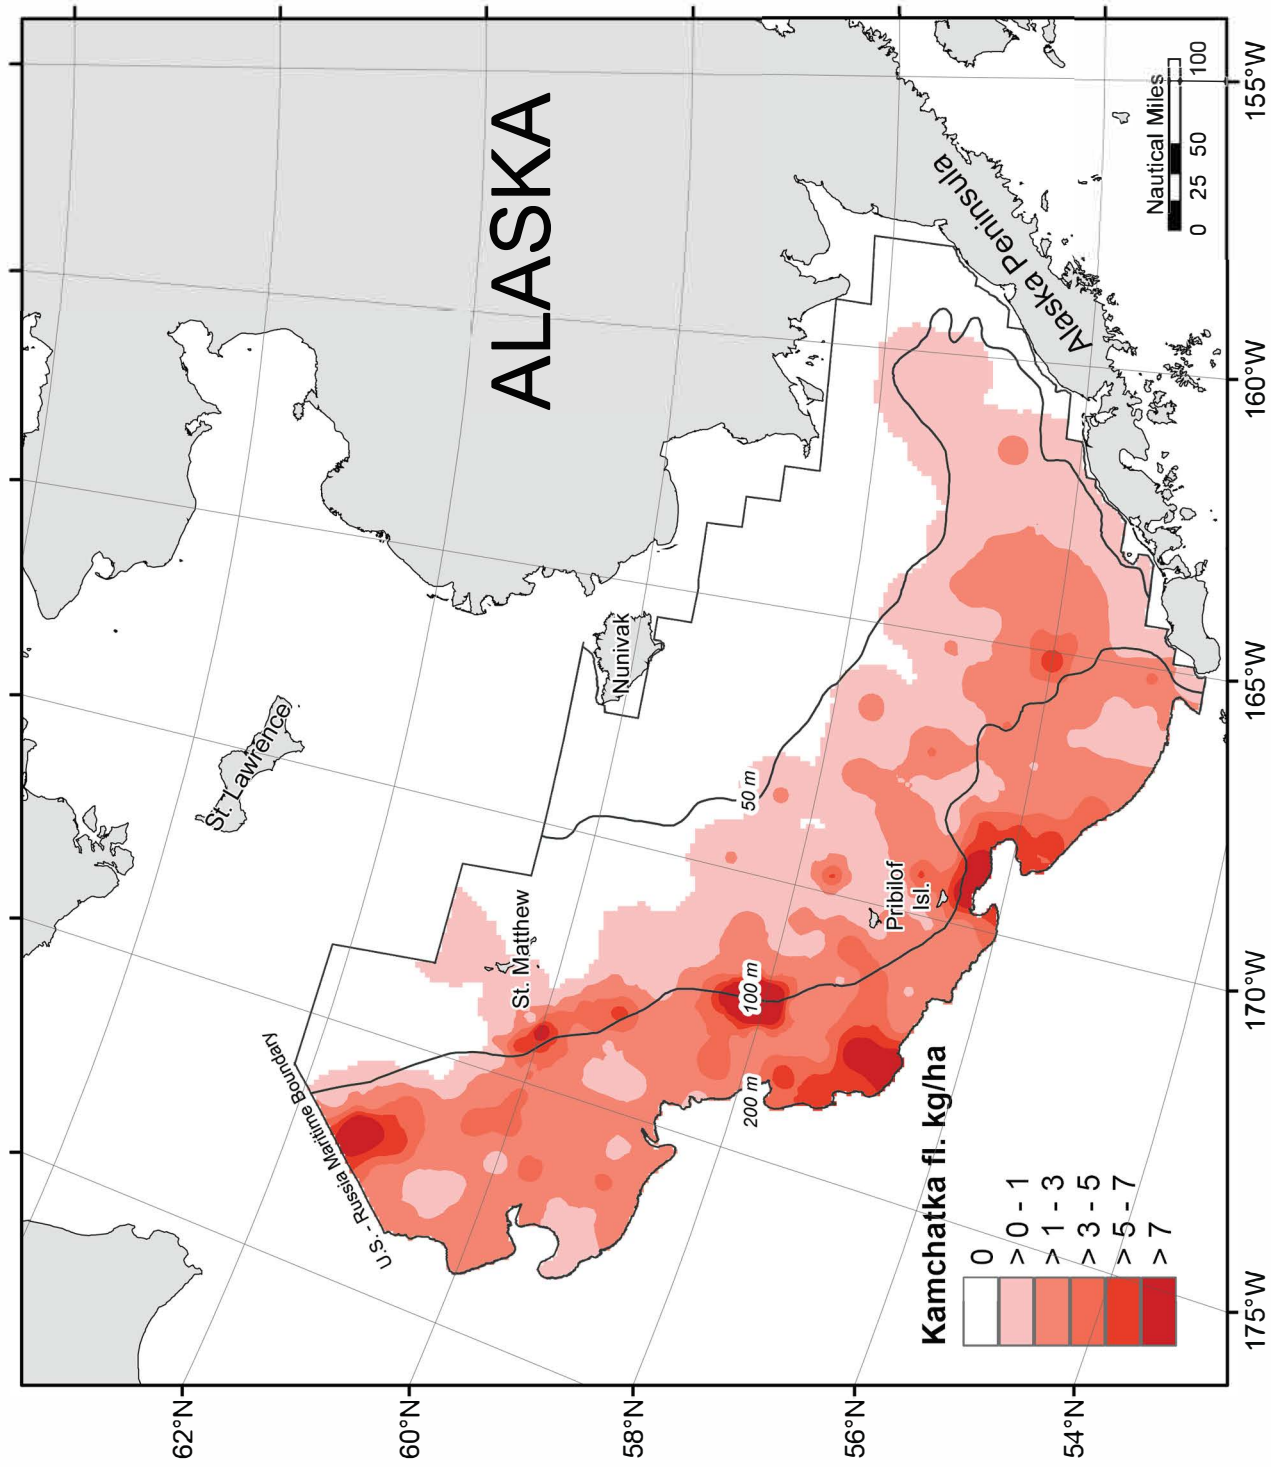 ALASKA
St. Lawrence
Nunivak
Alaska Peninsula
St. Matthew
Pribilof
Isl.
50 m
100 m
200 m
U.S. - Russia Maritime Boundary
Nautical Miles
0 25 50 100
Kamchatka fl. kg/ha
0
> 0 - 1
> 1 - 3
> 3 - 5
> 5 - 7
> 7
62°N
60°N
58°N
56°N
54°N
175°W
170°W
165°W
160°W
155°W